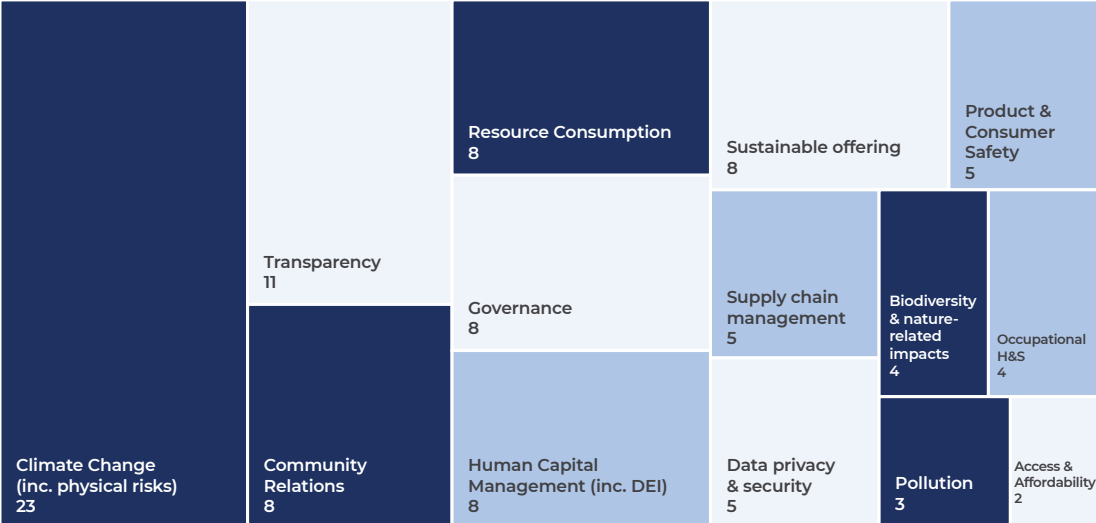 Climate Change
(inc. physical risks)
23
Transparency
11
Community
Relations
8
Resource Consumption
8
Governance
8
Human Capital
Management (inc. DEI)
8
Sustainable offering
8
Product &
Consumer
Safety
5
Supply chain
management
5
Data privacy
& security
5
Biodiversity
& nature-
related
impacts
4
Occupational
H&S
4
Pollution
3
Access &
Affordability
2